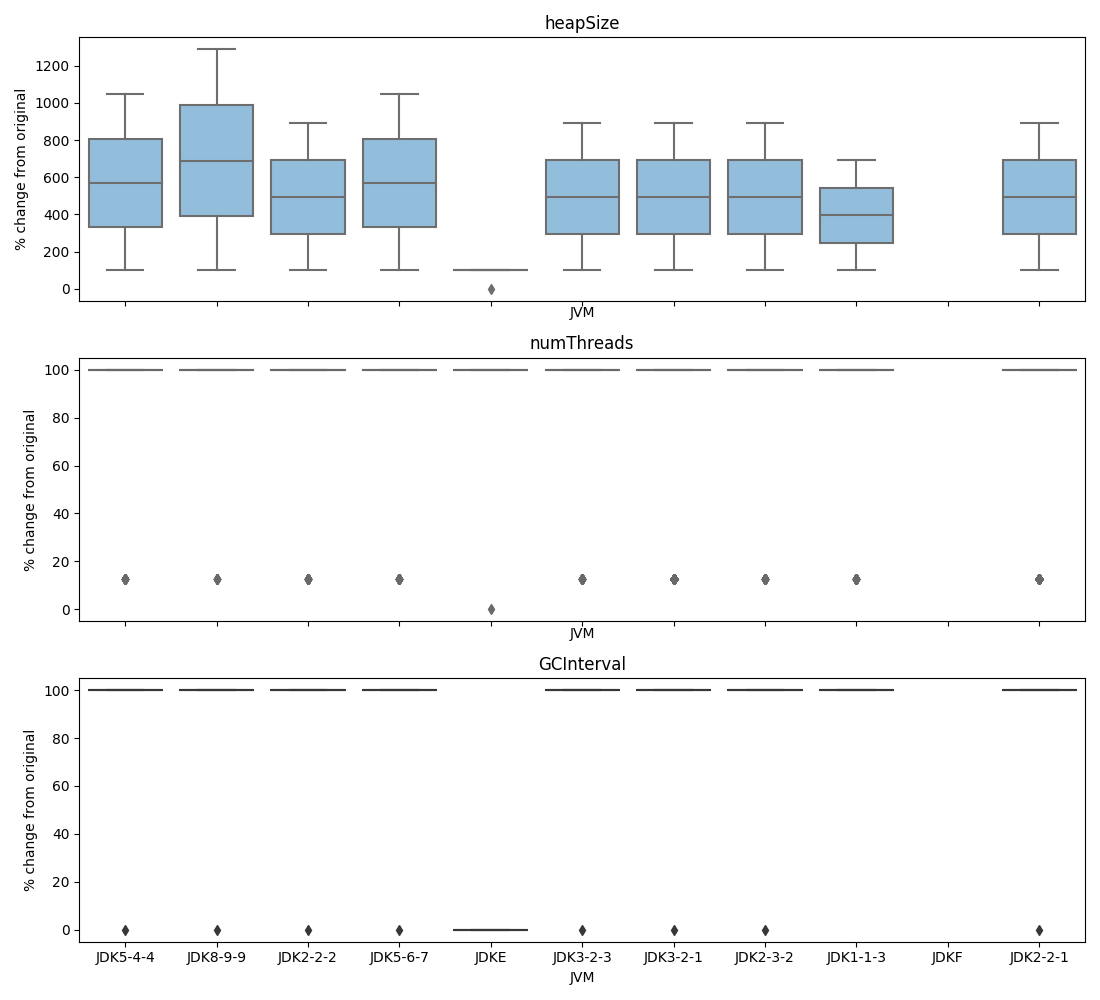 heapSize
% change from original
1200
1000
800
600
400
200
0
JVM
numThreads
% change from original
100
80
60
40
20
0
JVM
GCInterval
% change from original
100
80
60
40
20
0
JDK5-4-4 JDK8-9-9 JDK2-2-2 JDK5-6-7 JDKE JDK3-2-3 JDK3-2-1 JDK2-3-2 JDK1-1-3 JDKF JDK2-2-1
JVM